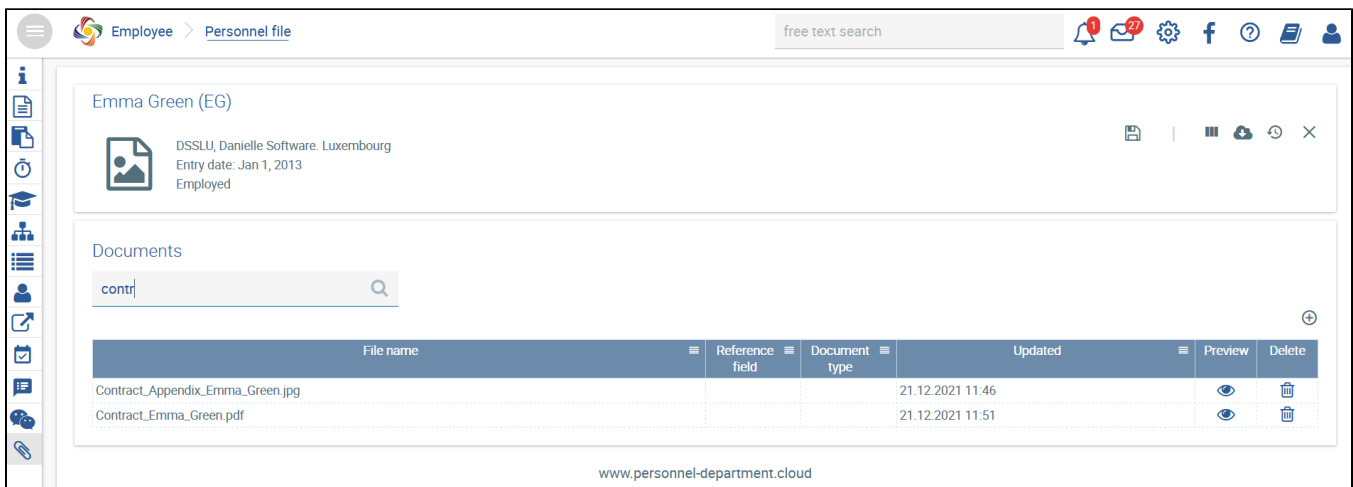 Employee Personnel file free text search 1 27
Emma Green (EG)
DSSLU, Danielle Software. Luxembourg
Entry date: Jan 1, 2013
Employed
Documents
contr
File name Reference field Document type Updated Preview Delete
Contract_Appendix_Emma_Green.jpg 21.12.2021 11:46
Contract_Emma_Green.pdf 21.12.2021 11:51
www.personnel-department.cloud